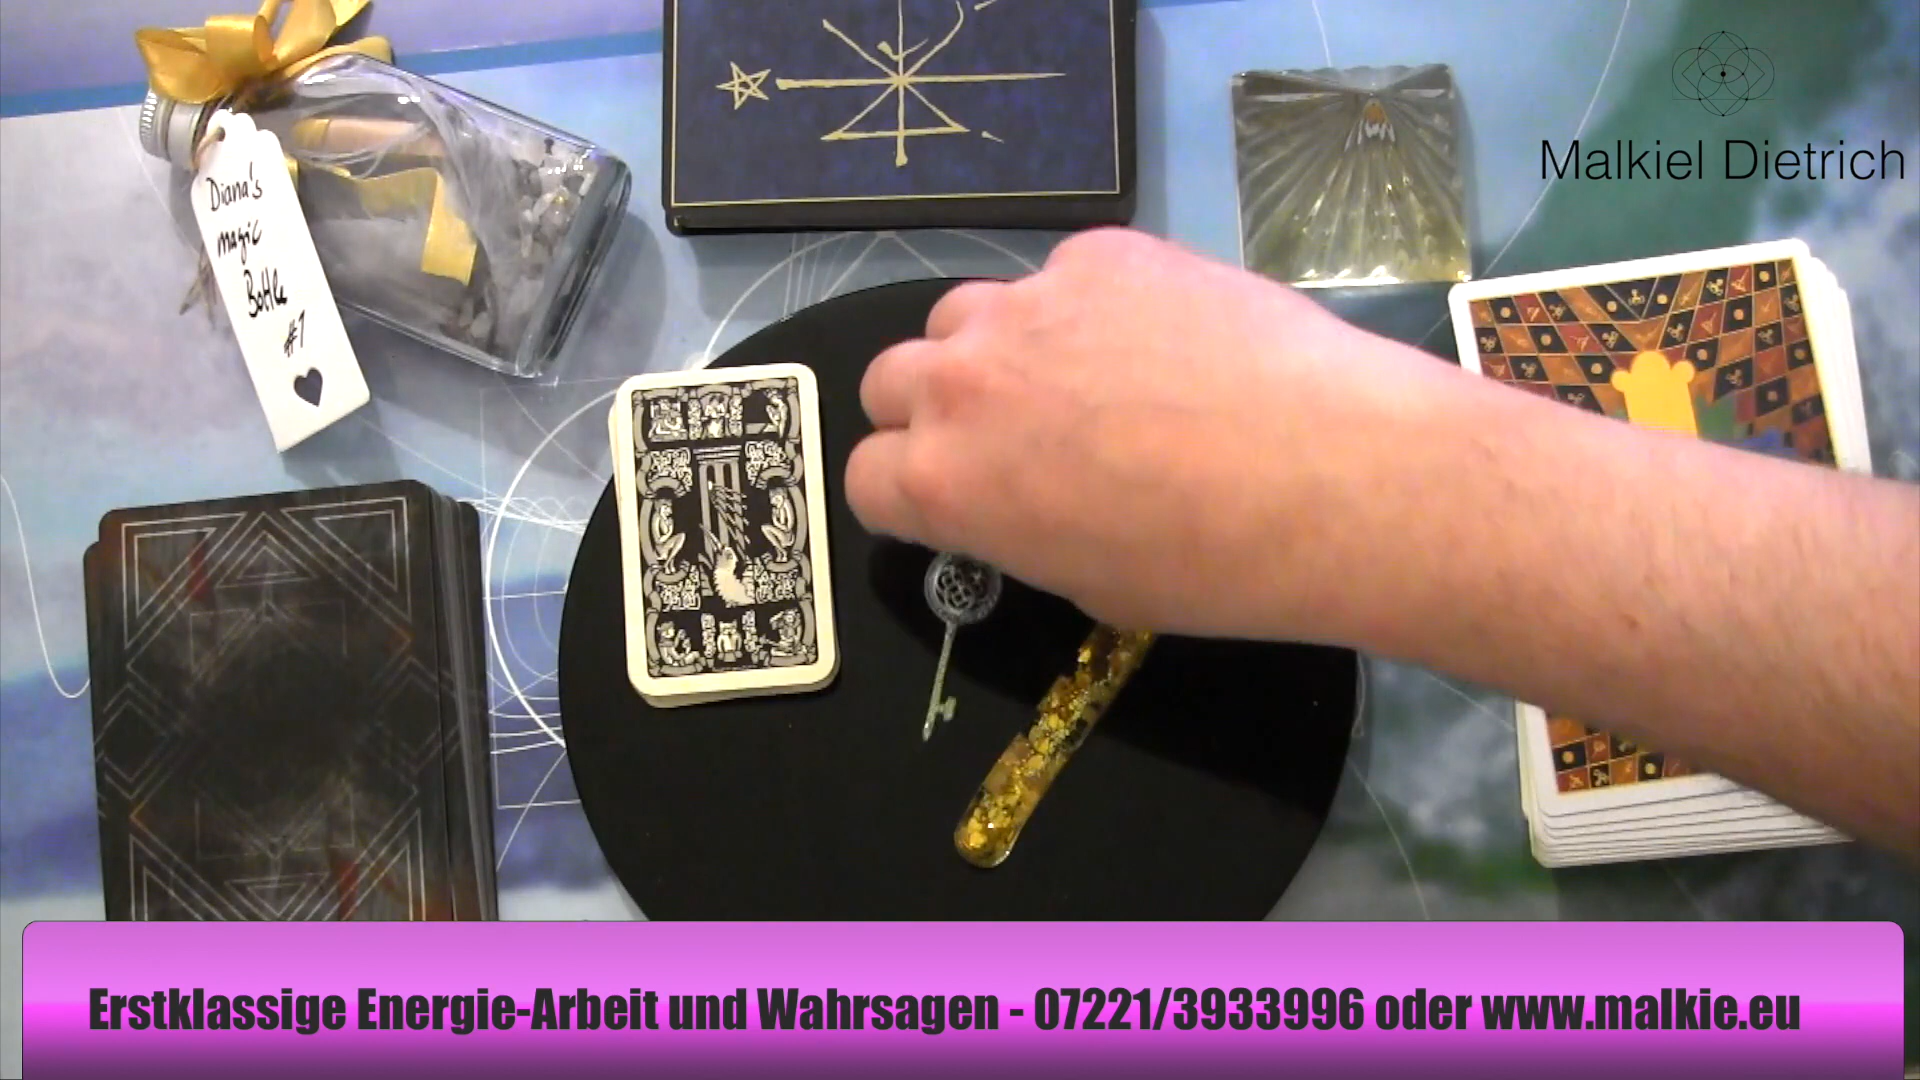 Diana's
magic
Bottle
#1
Malkiel Dietrich
Erstklassige Energie-Arbeit und Wahrsagen - 07221/3933996 oder www.malkie.eu